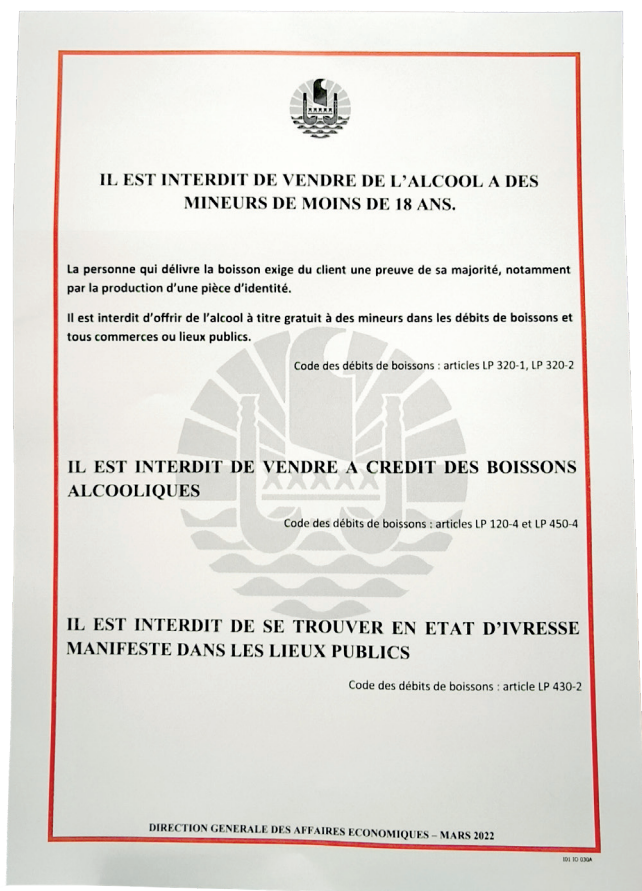 IL EST INTERDIT DE VENDRE DE L'ALCOOL A DES
MINEURS DE MOINS DE 18 ANS.
La personne qui délivre la boisson exige du client une preuve de sa majorité, notamment
par la production d'une pièce d'identité.
Il est interdit d'offrir de l'alcool à titre gratuit à des mineurs dans les débits de boissons et
tous commerces ou lieux publics.
Code des débits de boissons : articles LP 320-1, LP 320-2
IL EST INTERDIT DE VENDRE A CREDIT DES BOISSONS
ALCOOLIQUES
Code des débits de boissons : articles LP 120-4 et LP 450-4
IL EST INTERDIT DE SE TROUVER EN ETAT D'IVRESSE
MANIFESTE DANS LES LIEUX PUBLICS
Code des débits de boissons : article LP 430-2
DIRECTION GENERALE DES AFFAIRES ECONOMIQUES – MARS 2022